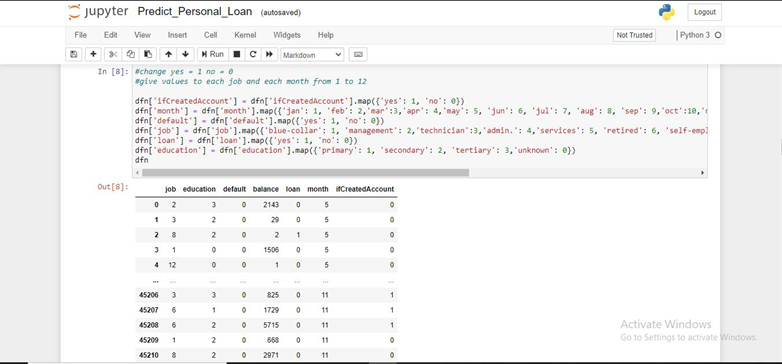 jupyter Predict_Personal_Loan (autosaved)
Logout
File Edit View Insert Cell Kernel Widgets Help
Not Trusted
Python 3
Run
Markdown
In [8]: #change yes = 1 no = 0
#give values to each job and each month from 1 to 12
dfn['ifCreatedAccount'] = dfn['ifCreatedAccount'].map({'yes': 1, 'no': 0})
dfn['month'] = dfn['month'].map({'jan': 1, 'feb': 2,'mar':3,'apr': 4,'may': 5, 'jun': 6, 'jul': 7, 'aug': 8, 'sep': 9,'oct':10,'
dfn['default'] = dfn['default'].map({'yes': 1, 'no': 0})
dfn['job'] = dfn['job'].map({'blue-collar': 1, 'management': 2,'technician':3,'admin.': 4,'services': 5, 'retired': 6, 'self-empl
dfn['loan'] = dfn['loan'].map({'yes': 1, 'no': 0})
dfn['education'] = dfn['education'].map({'primary': 1, 'secondary': 2, 'tertiary': 3,'unknown': 0})
dfn
Out[8]:
job education default balance loan month ifCreatedAccount
0 2 3 0 2143 0 5 0
1 3 2 0 29 0 5 0
2 8 2 0 2 1 5 0
3 1 0 0 1506 0 5 0
4 12 0 0 1 0 5 0
... ... ... ... ... ... ... ...
45206 3 3 0 825 0 11 1
45207 6 1 0 1729 0 11 1
45208 6 2 0 5715 0 11 1
45209 1 2 0 668 0 11 0
45210 8 2 0 2971 0 11 0
Activate Windows
Go to Settings to activate Windows.